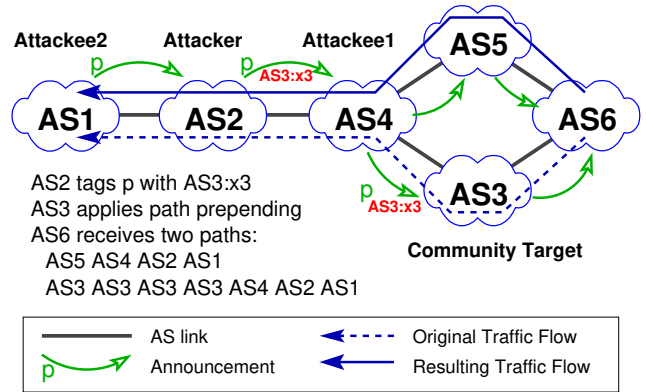 Attackee2 Attacker Attackee1
p p AS3:x3
AS5
AS1 AS2 AS4 AS6
p AS3:x3
AS3
AS2 tags p with AS3:x3
AS3 applies path prepending
AS6 receives two paths:
AS5 AS4 AS2 AS1
AS3 AS3 AS3 AS3 AS4 AS2 AS1
Community Target
AS link Original Traffic Flow
p Announcement Resulting Traffic Flow